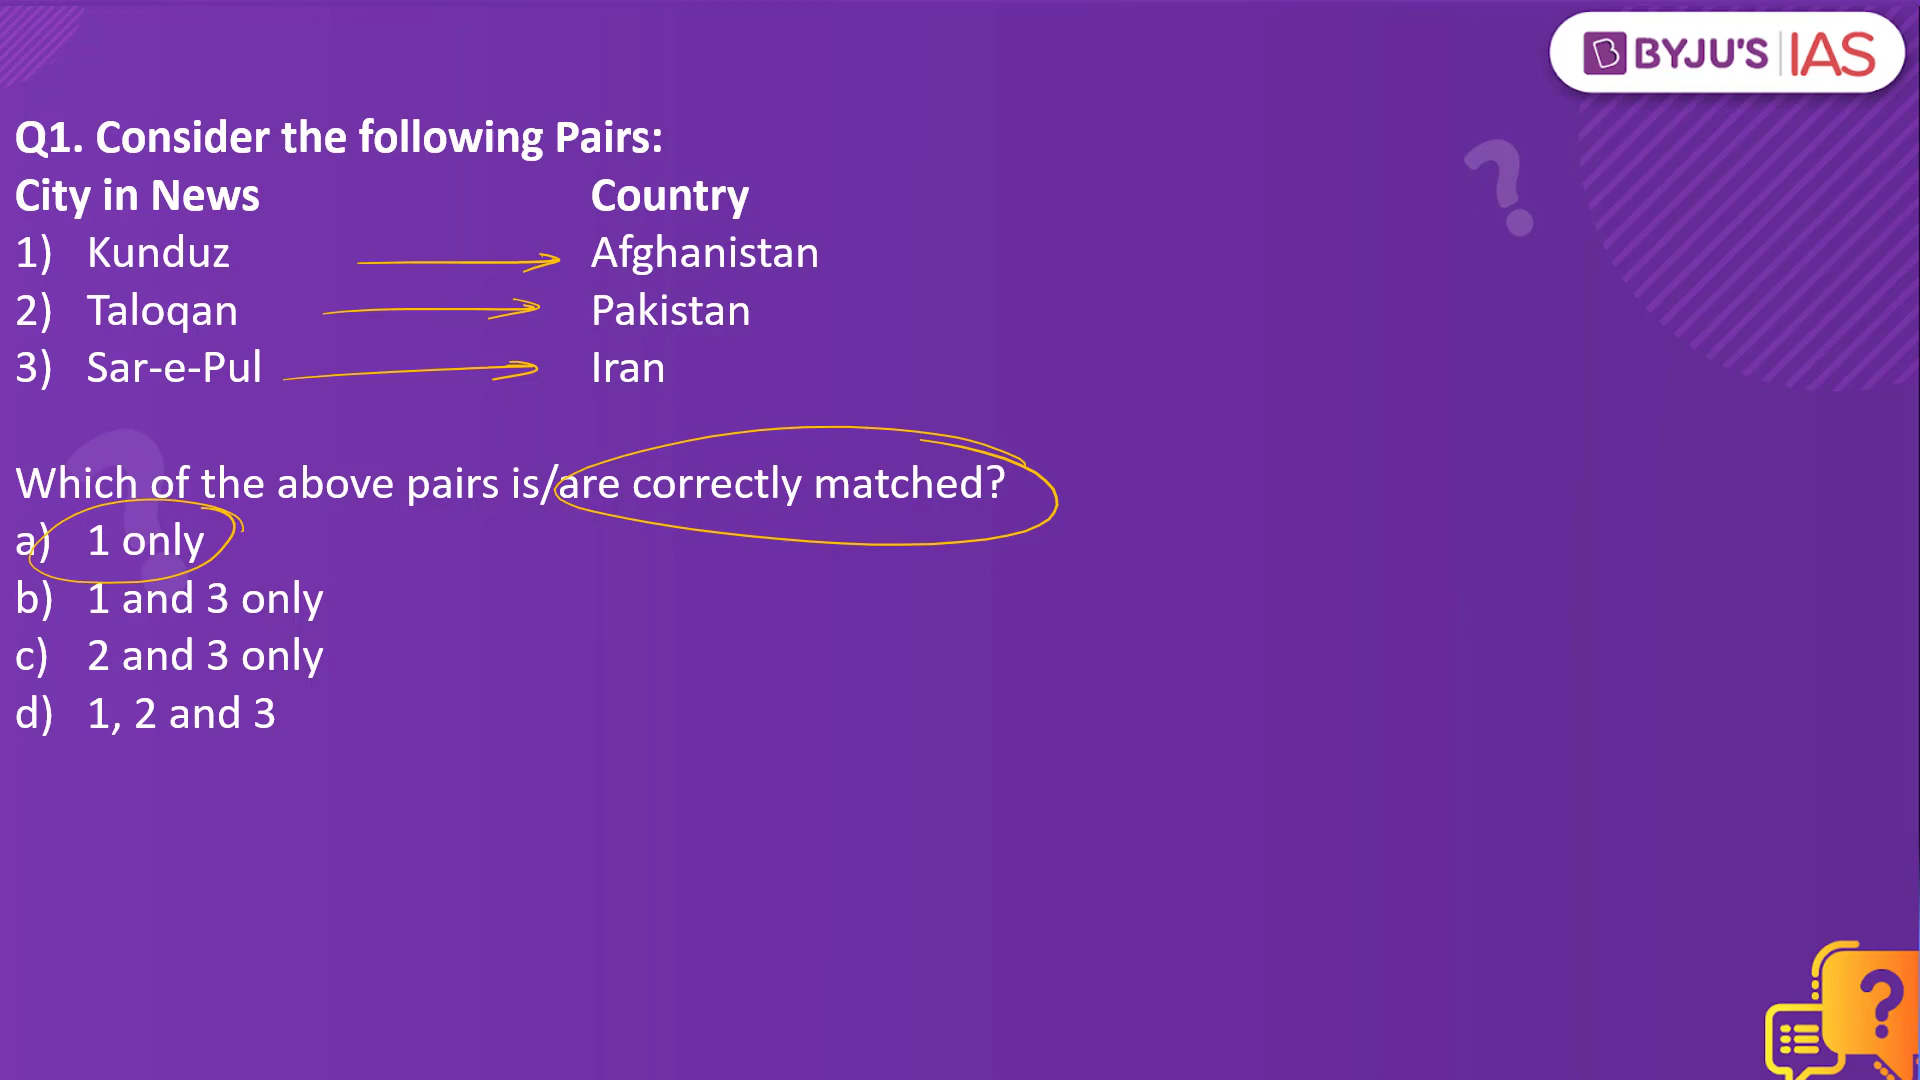 BYJU'S IAS
Q1. Consider the following Pairs:
City in News Country
1) Kunduz Afghanistan
2) Taloqan Pakistan
3) Sar-e-Pul Iran
Which of the above pairs is/are correctly matched?
a) 1 only
b) 1 and 3 only
c) 2 and 3 only
d) 1, 2 and 3